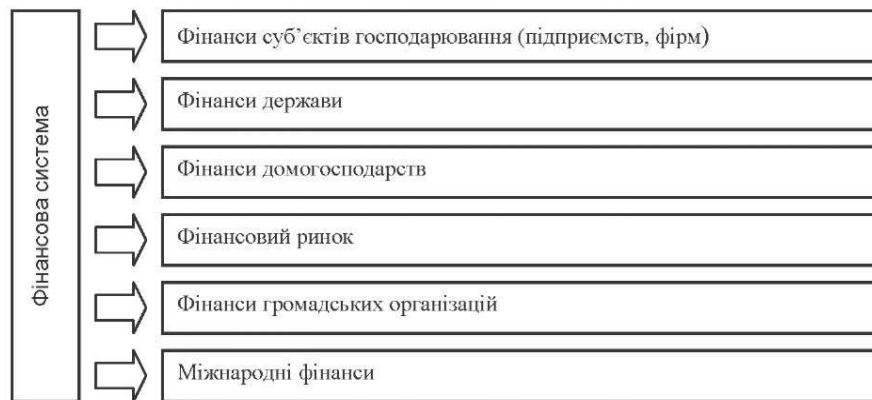 Фінансова система
Фінанси суб’єктів господарювання (підприємств, фірм)
Фінанси держави
Фінанси домогосподарств
Фінансовий ринок
Фінанси громадських організацій
Міжнародні фінанси